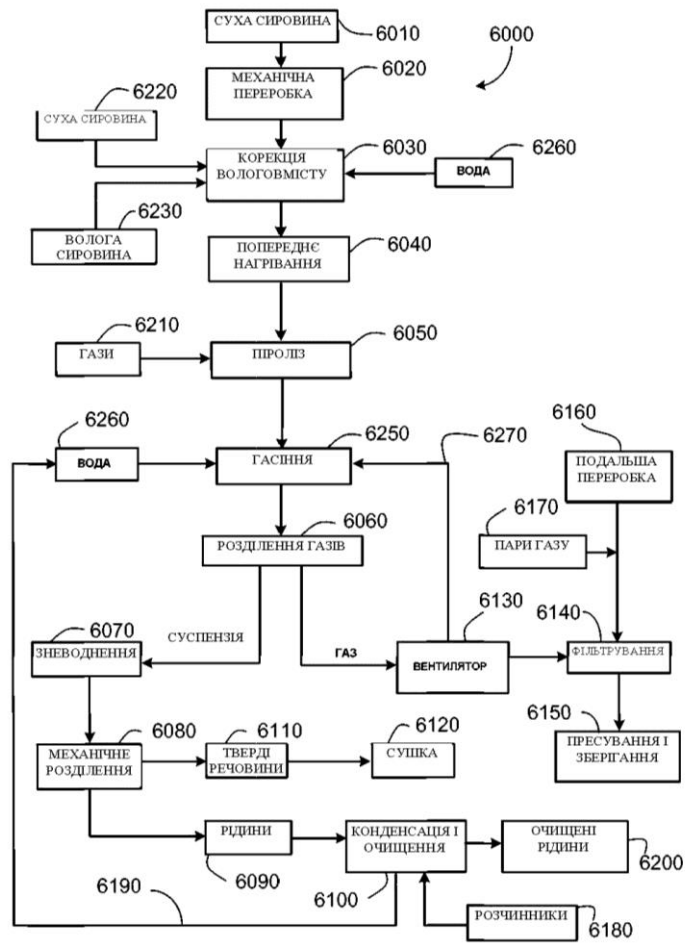 СУХА СИРОВИНА
6010
6000
МЕХАНІЧНА
ПЕРЕРОБКА
6020
6220
СУХА СИРОВИНА
КОРЕКЦІЯ
ВОЛОГОВМІСТУ
6030
6260
ВОДА
6230
ВОЛОГА
СИРОВИНА
ПОПЕРЕДНЄ
НАГРІВАННЯ
6040
6210
ГАЗИ
ПІРОЛІЗ
6050
6260
ВОДА
ГАСІННЯ
6250
6270
6160
ПОДАЛЬША
ПЕРЕРОБКА
6060
РОЗДІЛЕННЯ ГАЗІВ
6170
ПАРИ ГАЗУ
6070
ЗНЕВОДНЕННЯ
СУСПЕНЗІЯ
ГАЗ
6130
ВЕНТИЛЯТОР
6140
ФІЛЬТРУВАННЯ
6080
МЕХАНІЧНЕ
РОЗДІЛЕННЯ
6110
ТВЕРДІ
РЕЧОВИНИ
6120
СУШКА
6150
ПРЕСУВАННЯ І
ЗБЕРІГАННЯ
РІДИНИ
6090
КОНДЕНСАЦІЯ І
ОЧИЩЕННЯ
6100
ОЧИЩЕНІ
РІДИНИ
6200
6190
РОЗЧИННИКИ
6180